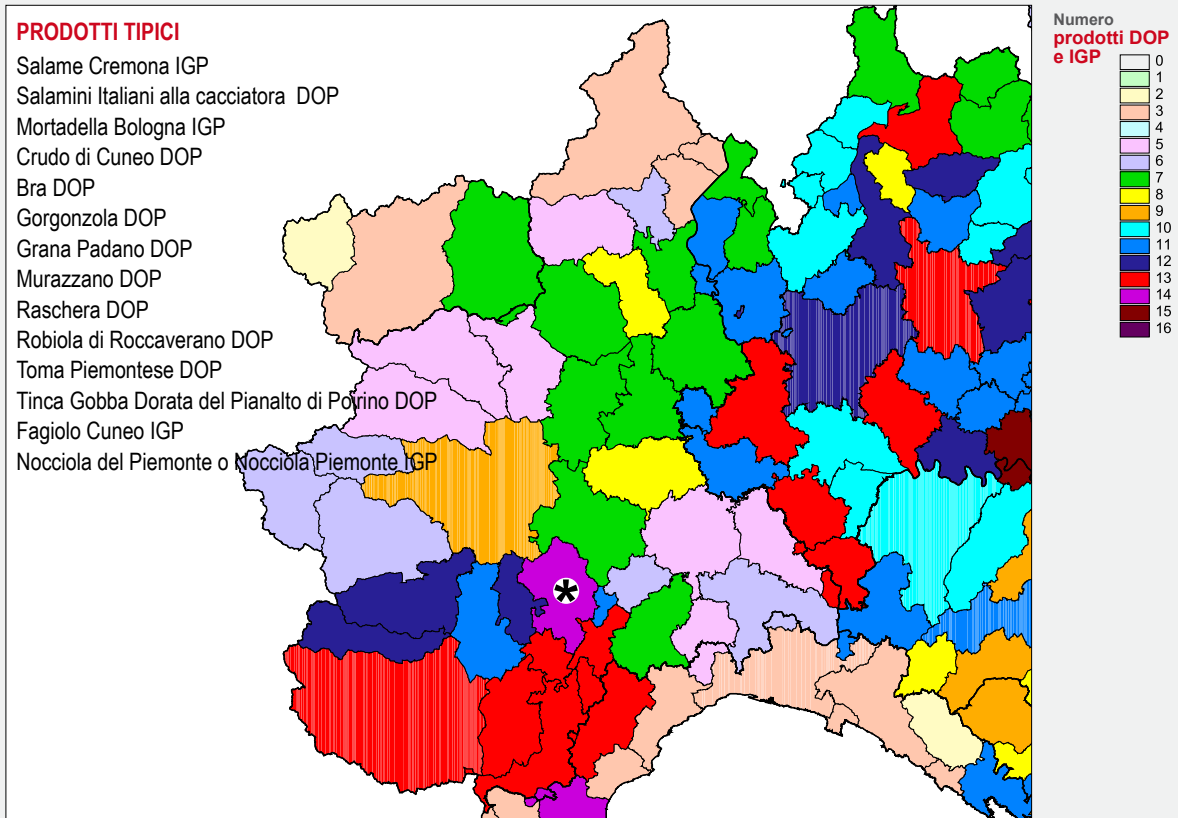 PRODOTTI TIPICI
Salame Cremona IGP
Salamini Italiani alla cacciatora DOP
Mortadella Bologna IGP
Crudo di Cuneo DOP
Bra DOP
Gorgonzola DOP
Grana Padano DOP
Murazzano DOP
Raschera DOP
Robiola di Roccaverano DOP
Toma Piemontese DOP
Tinca Gobba Dorata del Pianalto di Poirino DOP
Fagiolo Cuneo IGP
Nocciola del Piemonte o Nocciola Piemonte IGP
*
Numero
prodotti DOP
e IGP
0
1
2
3
4
5
6
7
8
9
10
11
12
13
14
15
16